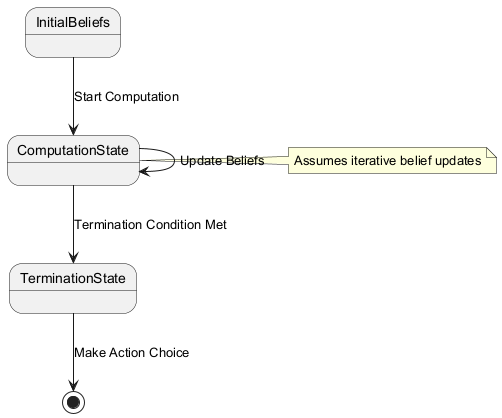 InitialBeliefs
Start Computation
ComputationState
Update Beliefs
Assumes iterative belief updates
Termination Condition Met
TerminationState
Make Action Choice